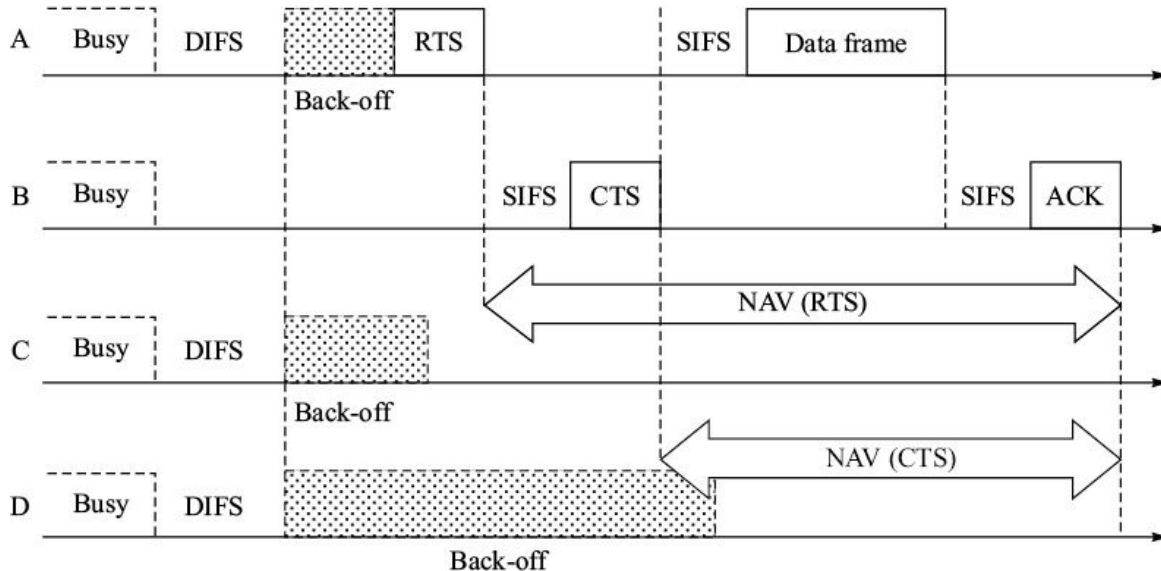 A Busy DIFS RTS SIFS Data frame
Back-off
B Busy SIFS CTS SIFS ACK
NAV (RTS)
C Busy DIFS
Back-off
NAV (CTS)
D Busy DIFS
Back-off